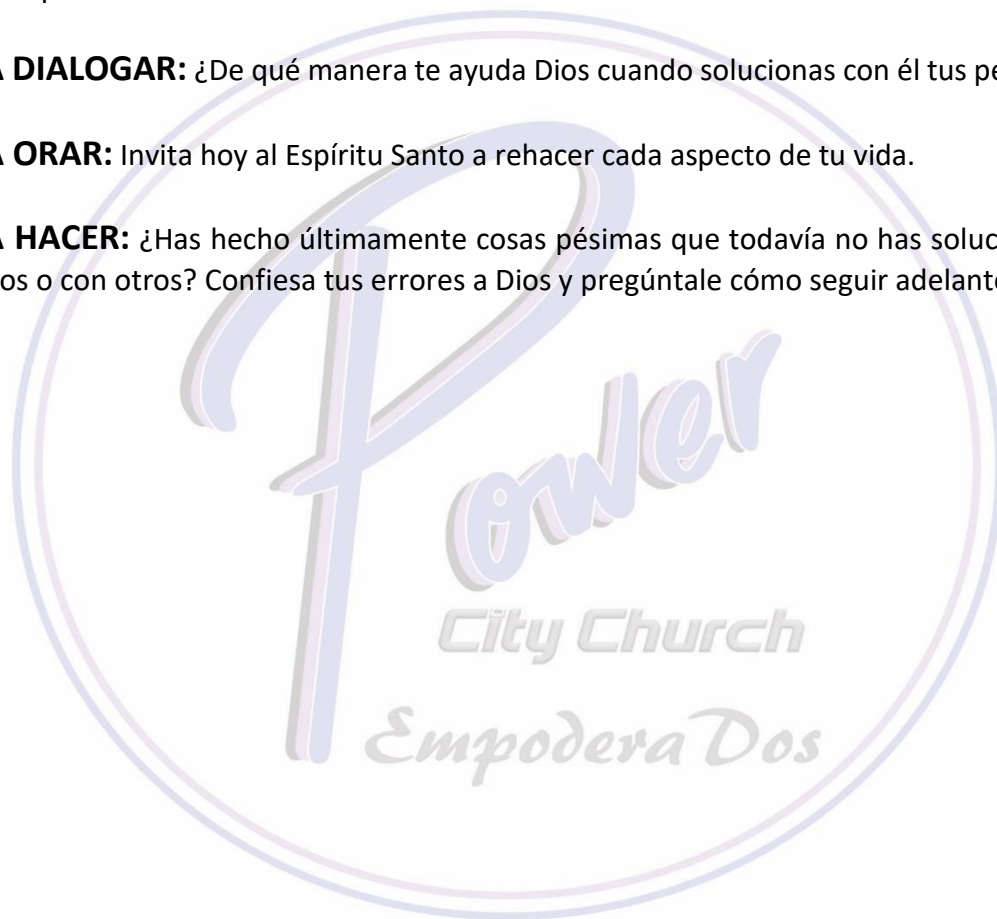 A DIALOGAR: ¿De qué manera te ayuda Dios cuando solucionas con él tus pe
A ORAR: Invita hoy al Espíritu Santo a rehacer cada aspecto de tu vida.
A HACER: ¿Has hecho últimamente cosas pésimas que todavía no has soluc
os o con otros? Confiesa tus errores a Dios y pregúntale cómo seguir adelante
Power
City Church
EmpoderaDos